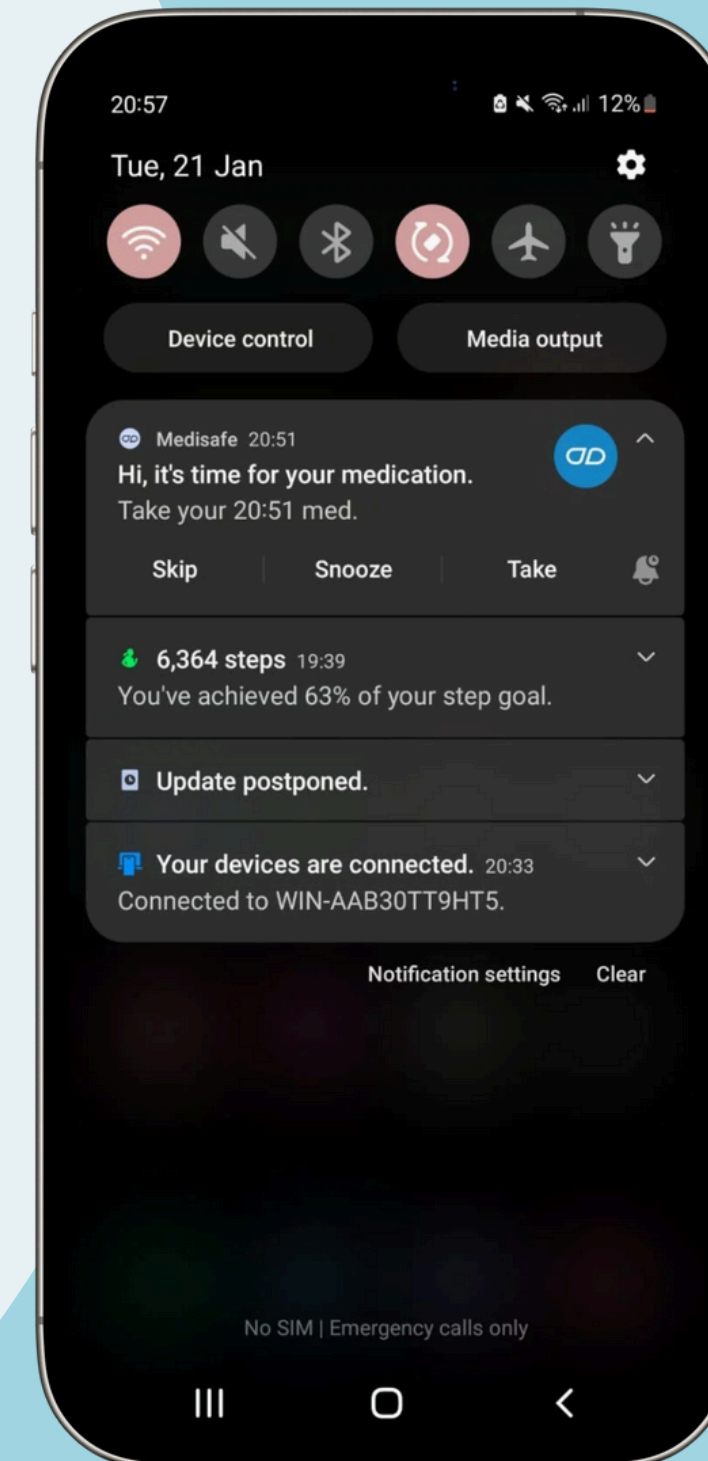 20:57
12%
Tue, 21 Jan
Device control
Media output
Medisafe 20:51
Hi, it's time for your medication.
Take your 20:51 med.
Skip
Snooze
Take
6,364 steps 19:39
You've achieved 63% of your step goal.
Update postponed.
Your devices are connected. 20:33
Connected to WIN-AAB30TT9HT5.
Notification settings
Clear
No SIM | Emergency calls only